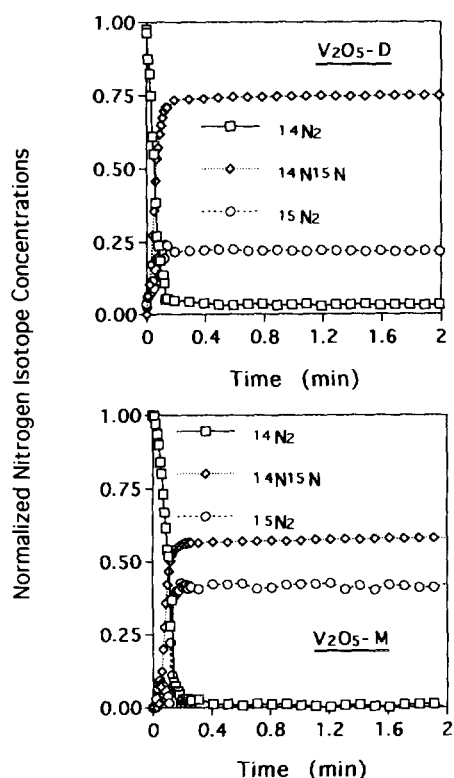 Normalized Nitrogen Isotope Concentrations
1.00
0.75
0.50
0.25
0.00
V2O5-D
14N2
14N15N
15N2
0 0.4 0.8 1.2 1.6 2
Time (min)
1.00
0.75
0.50
0.25
0.00
14N2
14N15N
15N2
V2O5-M
0 0.4 0.8 1.2 1.6 2
Time (min)